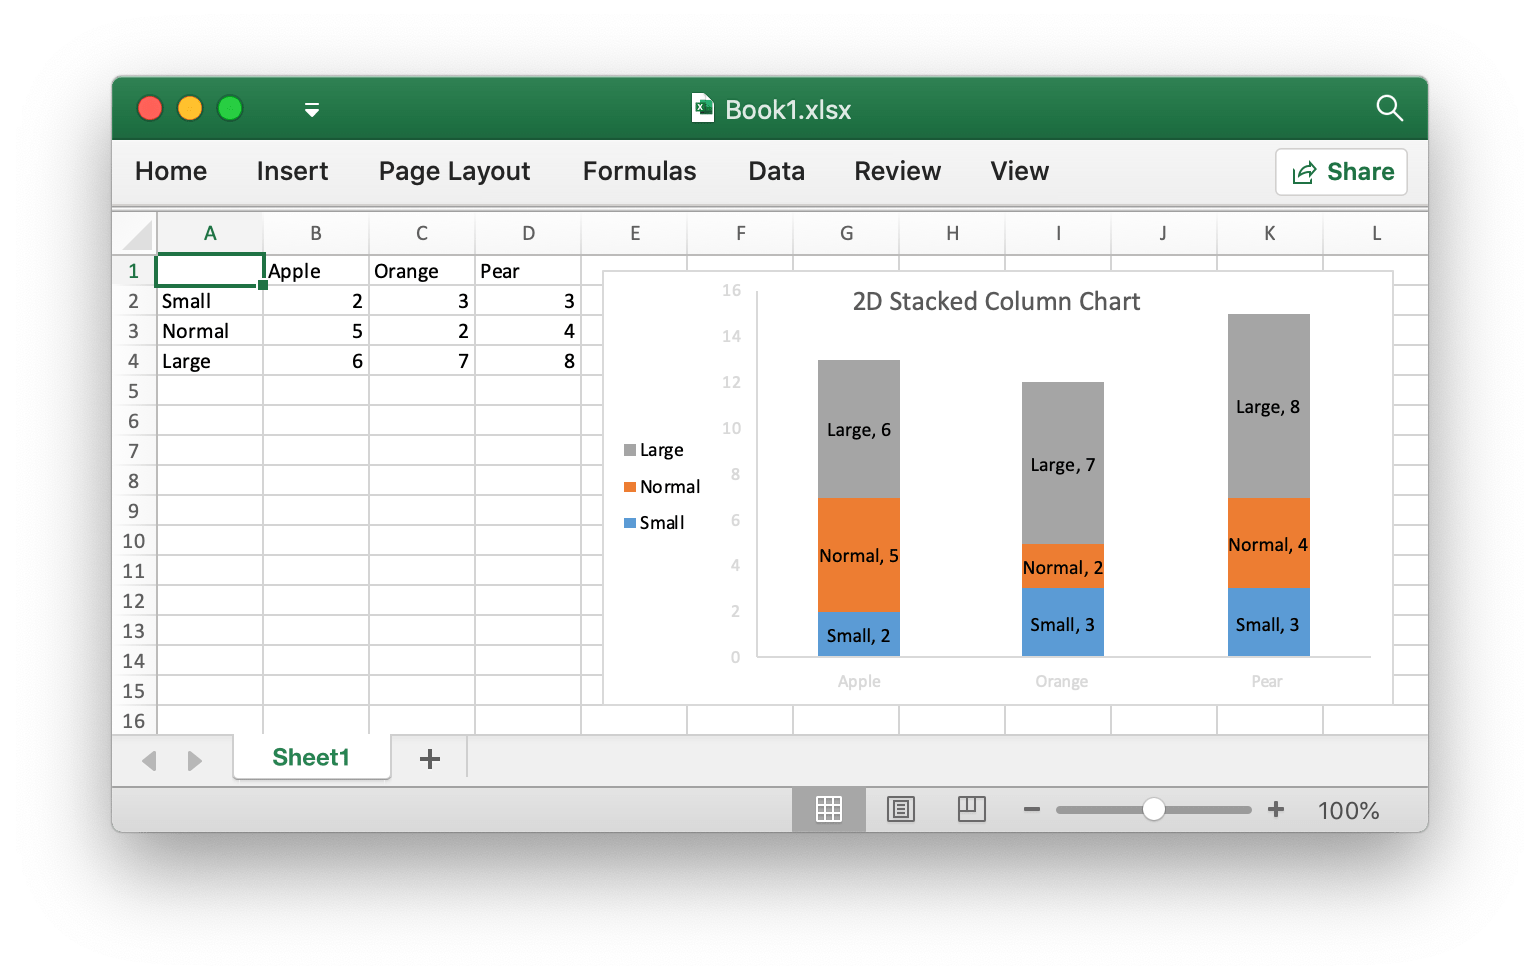 Book1.xlsx
Home Insert Page Layout Formulas Data Review View Share
A B C D E F G H I J K L
1 Apple Orange Pear
2 Small 2 3 3
3 Normal 5 2 4
4 Large 6 7 8
5
6
7
8
9
10
11
12
13
14
15
16
2D Stacked Column Chart
16
14
12
10
8
6
4
2
0
Large
Normal
Small
Large, 6
Normal, 5
Small, 2
Large, 7
Normal, 2
Small, 3
Large, 8
Normal, 4
Small, 3
Apple Orange Pear
Sheet1
100%